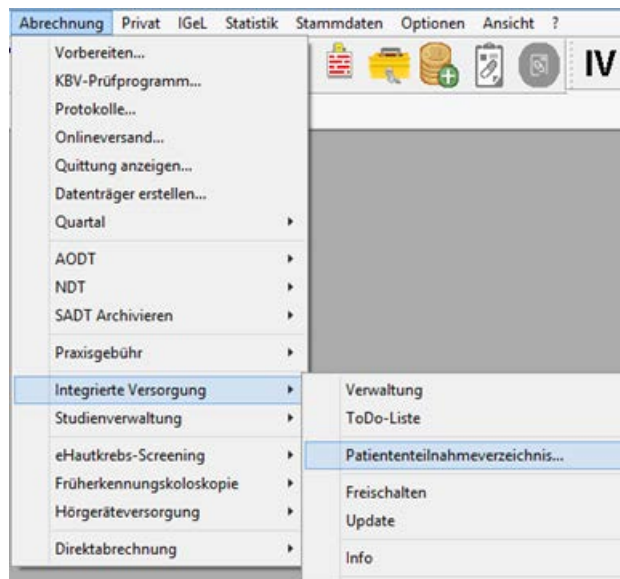 Abrechnung Privat IGeL Statistik Stammdaten Optionen Ansicht ?
Vorbereiten...
KBV-Prüfprogramm...
Protokolle...
Onlineversand...
Quittung anzeigen...
Datenträger erstellen...
Quartal
AODT
NDT
SADT Archivieren
Praxisgebühr
Integrierte Versorgung
Studienverwaltung
eHautkrebs-Screening
Früherkennungskoloskopie
Hörgeräteversorgung
Direktabrechnung
IV
Verwaltung
ToDo-Liste
Patiententeilnahmeverzeichnis...
Freischalten
Update
Info